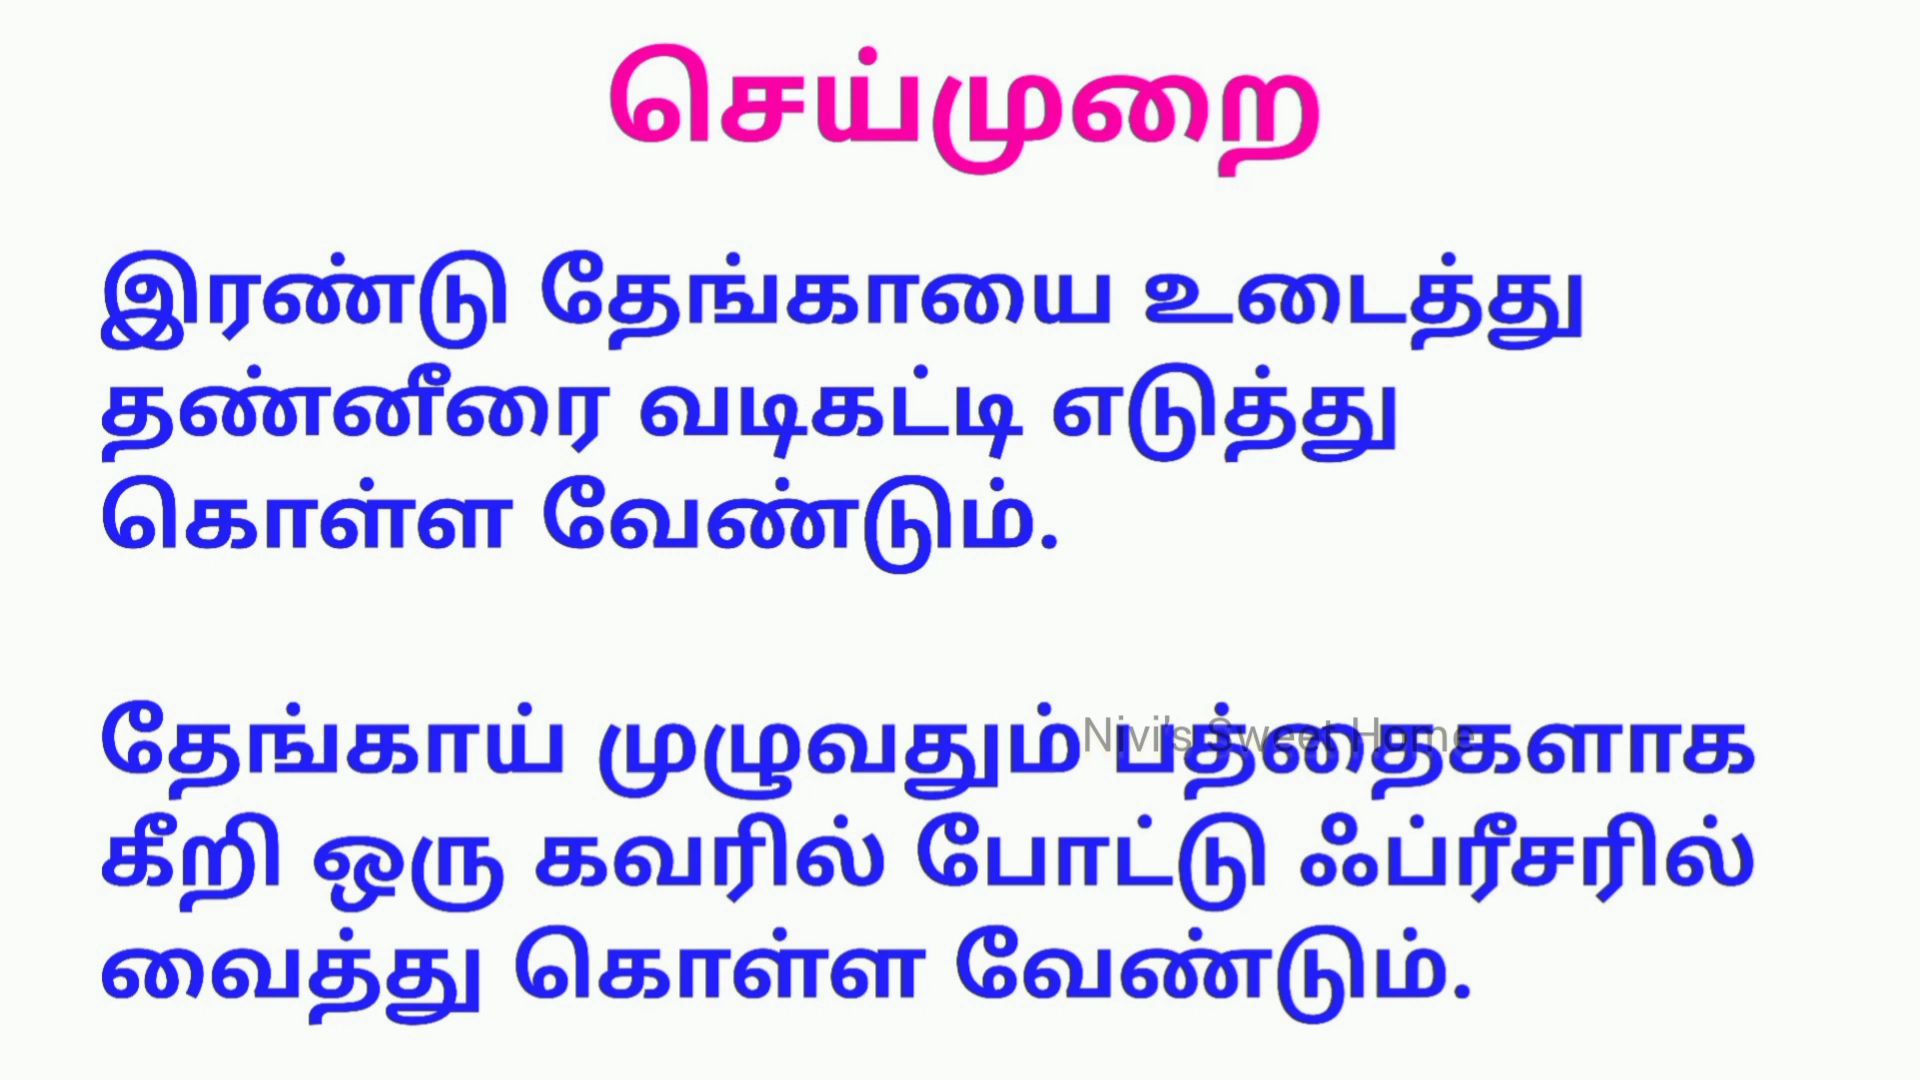 செய்முறை
இரண்டு தேங்காயை உடைத்து
தண்னீரை வடிகட்டி எடுத்து
கொள்ள வேண்டும்.
தேங்காய் முழுவதும் பத்தைகளாக
Nivi's Sweet Home
கீறி ஒரு கவரில் போட்டு ஃப்ரீசரில்
வைத்து கொள்ள வேண்டும்.